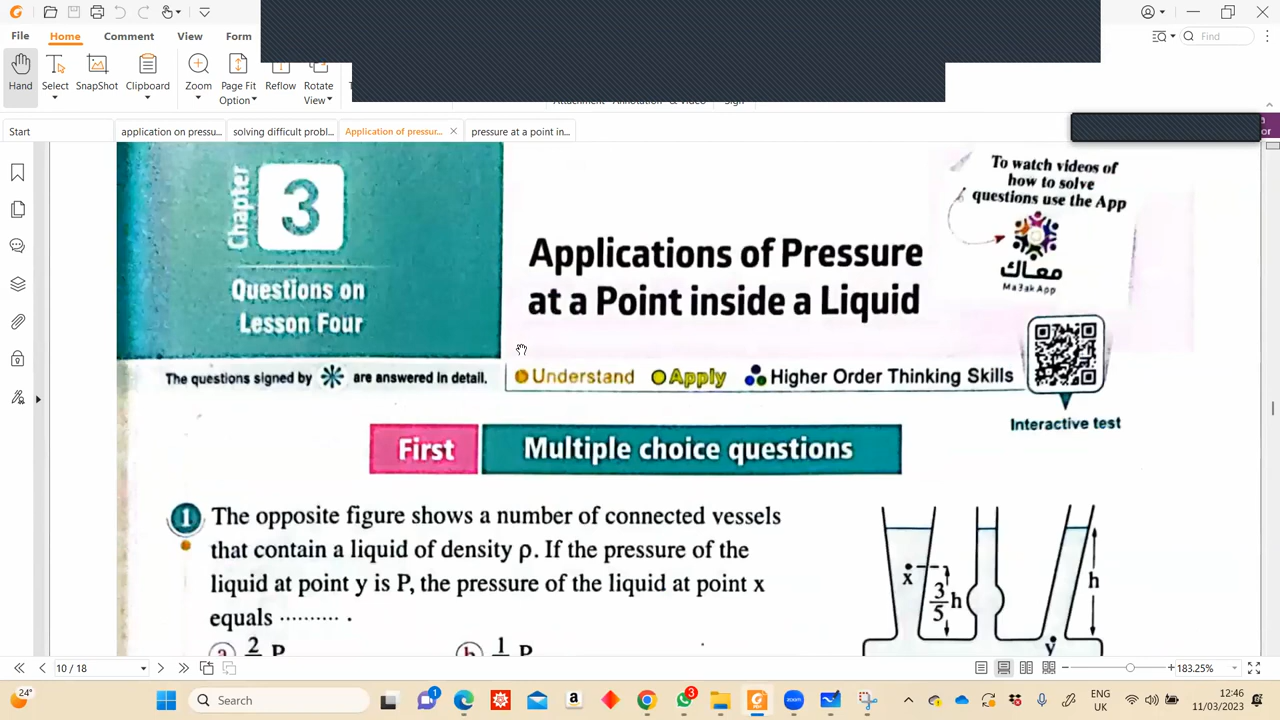 File
Home
Comment
View
Form
Find
Hand
Select
SnapShot
Clipboard
Zoom
Page Fit
Option
Reflow
Rotate
View
Start
application on pressu...
solving difficult probl...
Application of pressur...
pressure at a point in...
or
Chapter
3
Questions on
Lesson Four
Applications of Pressure
at a Point inside a Liquid
To watch videos of
how to solve
questions use the App
معاك
Ma3ak App
The questions signed by ✳ are answered in detail.
Understand Apply Higher Order Thinking Skills
Interactive test
First Multiple choice questions
1 The opposite figure shows a number of connected vessels
that contain a liquid of density ρ. If the pressure of the
liquid at point y is P, the pressure of the liquid at point x
equals .......... .
a 2 P
b 1 P
x
3/5 h
h
y
10 / 18
183.25%
24°
Search
1
3
ENG
UK
12:46
11/03/2023